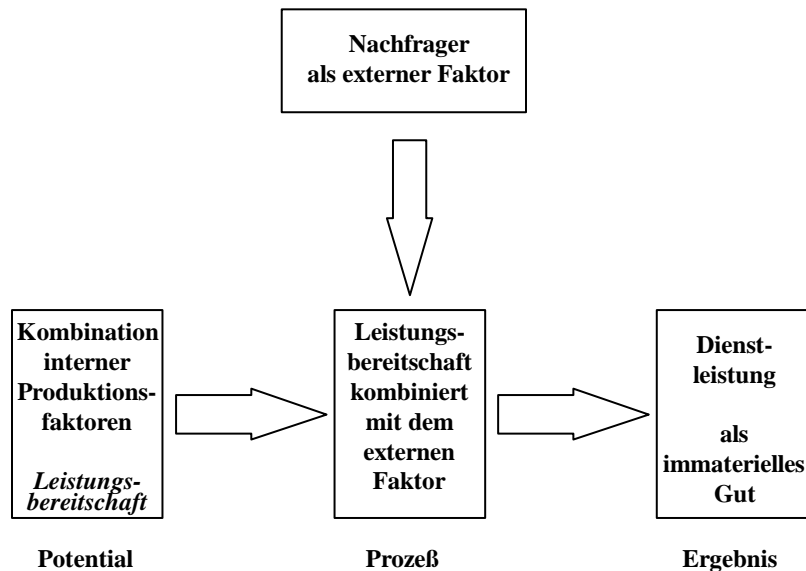 Nachfrager
als externer Faktor
Kombination
interner
Produktions-
faktoren
Leistungs-
bereitschaft
Leistungs-
bereitschaft
kombiniert
mit dem
externen
Faktor
Dienst-
leistung
als
immaterielles
Gut
Potential
Prozeß
Ergebnis